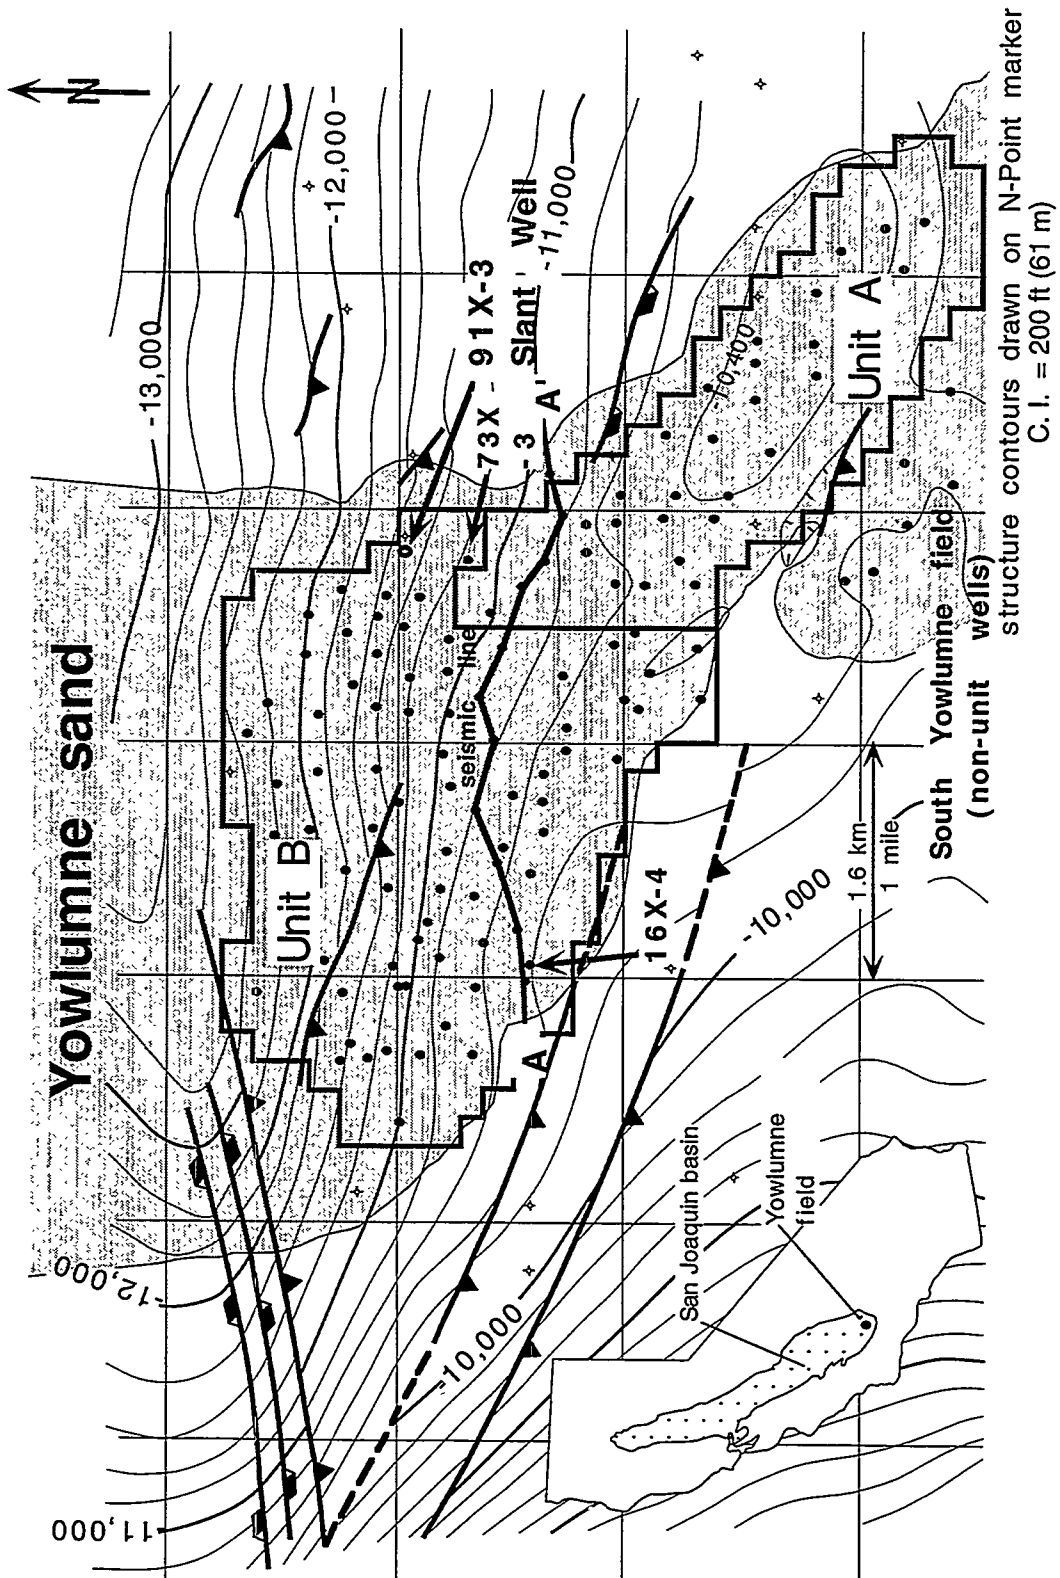 Yowlumne sand
N
-13,000
-12,000
-12,000
11,000
Unit B
91X-3
73X
- 3
Slant Well
-11,000
A'
seismic line
A
16X-4
-10,400
Unit A
-10,000
-10,000
1.6 km
1 mile
South Yowlumne field
(non-unit wells)
San Joaquin basin
Yowlumne
field
structure contours drawn on N-Point marker
C. I. = 200 ft (61 m)